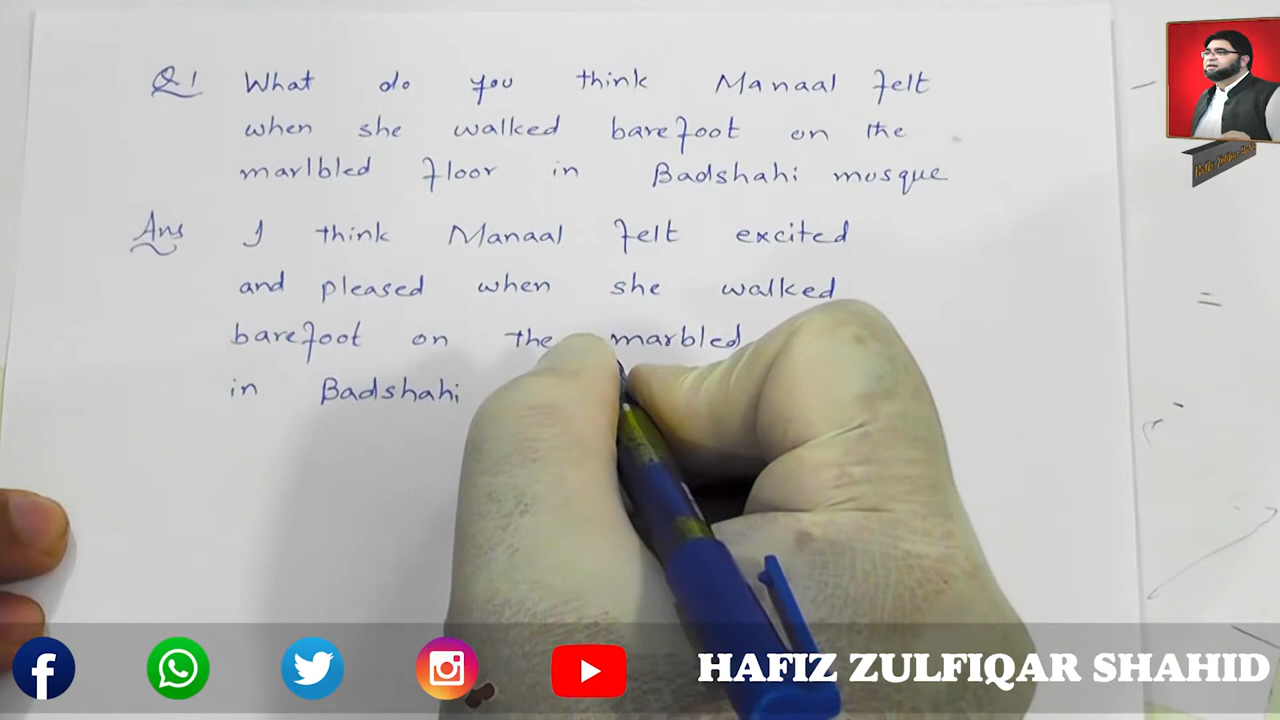 Q1 What do you think Manaal felt
when she walked barefoot on the
marlbled floor in Badshahi mosque
Ans I think Manaal felt excited
and pleased when she walked
barefoot on the marbled
in Badshahi
HAFIZ ZULFIQAR SHAHID